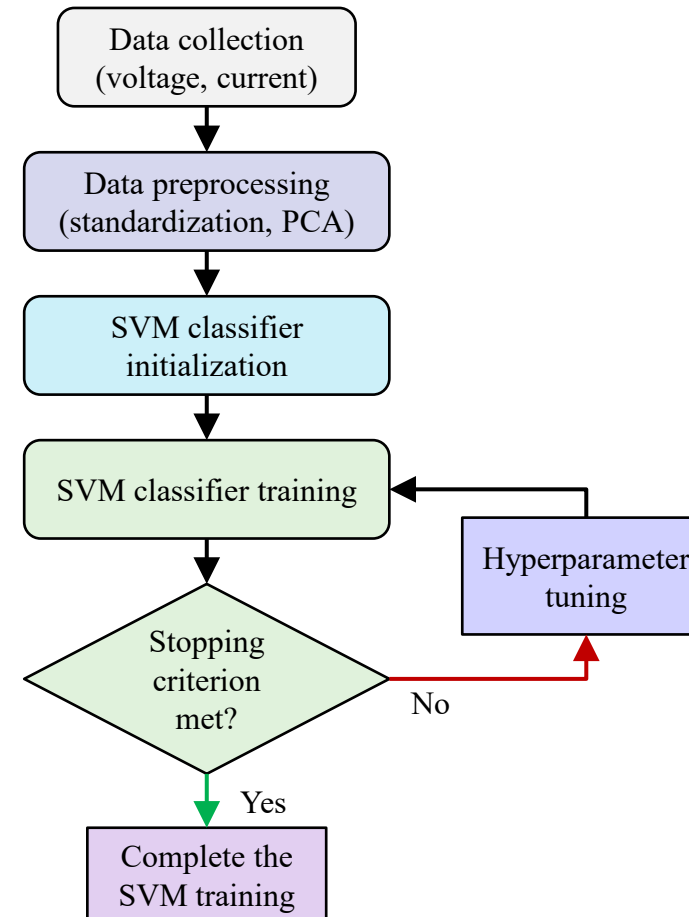 Data collection
(voltage, current)
Data preprocessing
(standardization, PCA)
SVM classifier
initialization
SVM classifier training
Hyperparameter
tuning
Stopping
criterion
met?
No
Yes
Complete the
SVM training